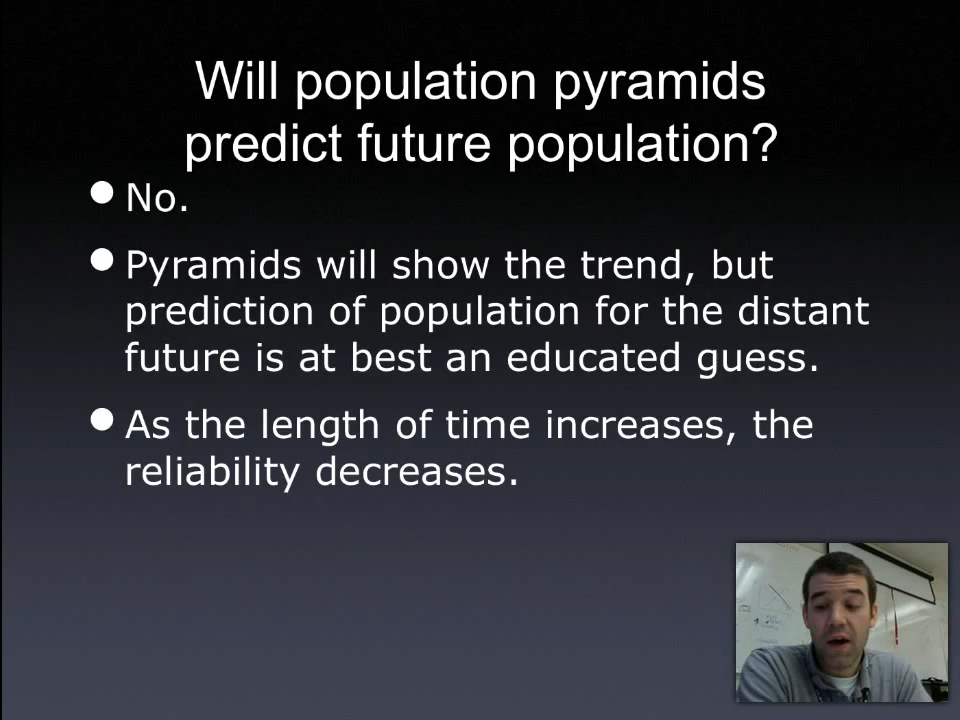 Will population pyramids
predict future population?
No.
Pyramids will show the trend, but
prediction of population for the distant
future is at best an educated guess.
As the length of time increases, the
reliability decreases.